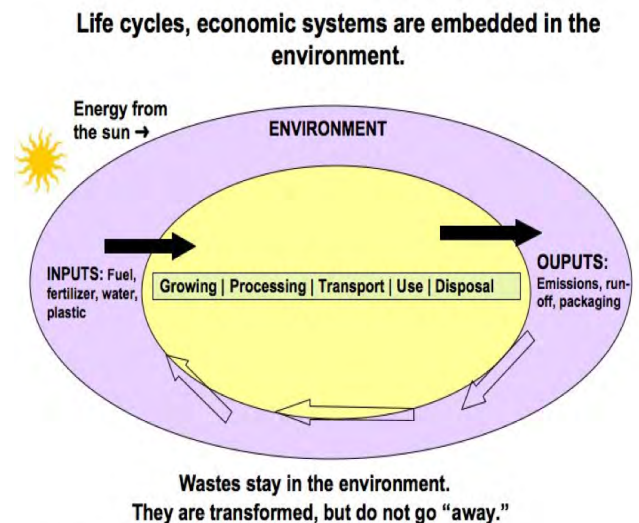 Life cycles, economic systems are embedded in the
environment.
Energy from
the sun ➔
ENVIRONMENT
INPUTS: Fuel,
fertilizer, water,
plastic
Growing | Processing | Transport | Use | Disposal
OUPUTS:
Emissions, run-
off, packaging
Wastes stay in the environment.
They are transformed, but do not go “away.”